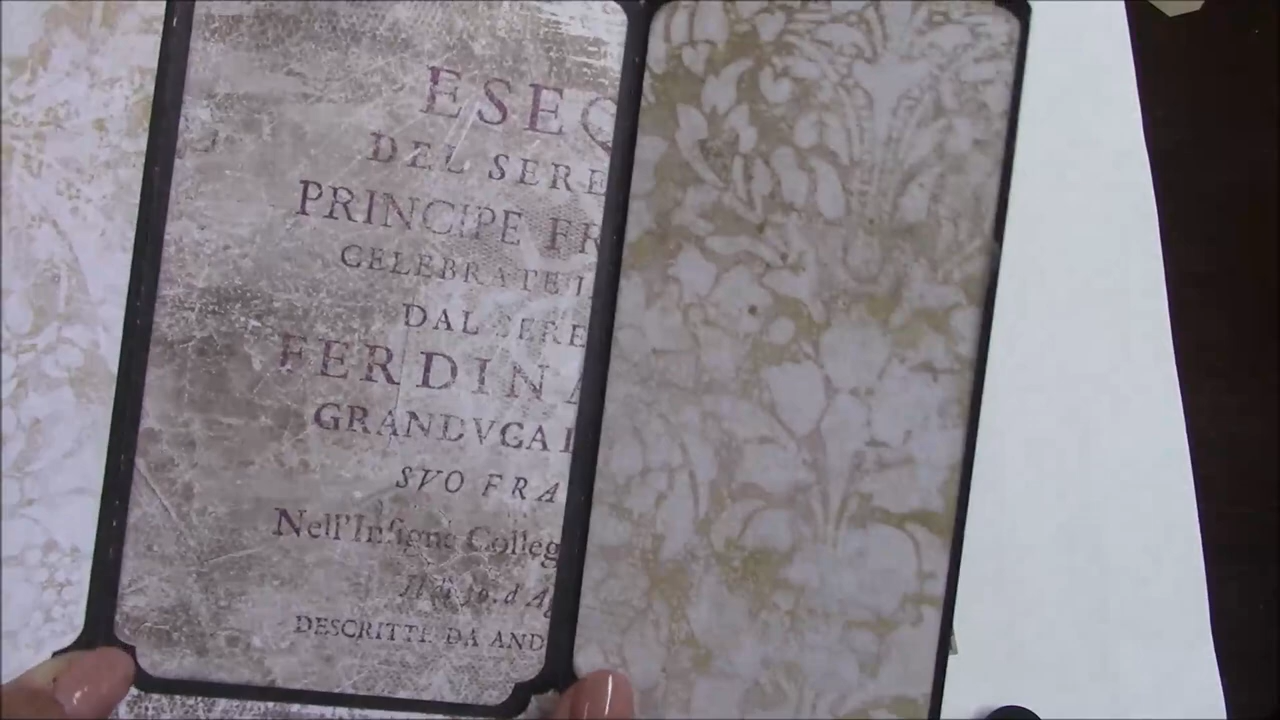 ESEQ
DEL SERE
PRINCIPE FR
CELEBRATE I
DAL SERE
FERDINA
GRANDVCA
SVO FRA
Nell'Insigne Colleg
DESCRITTE DA AND